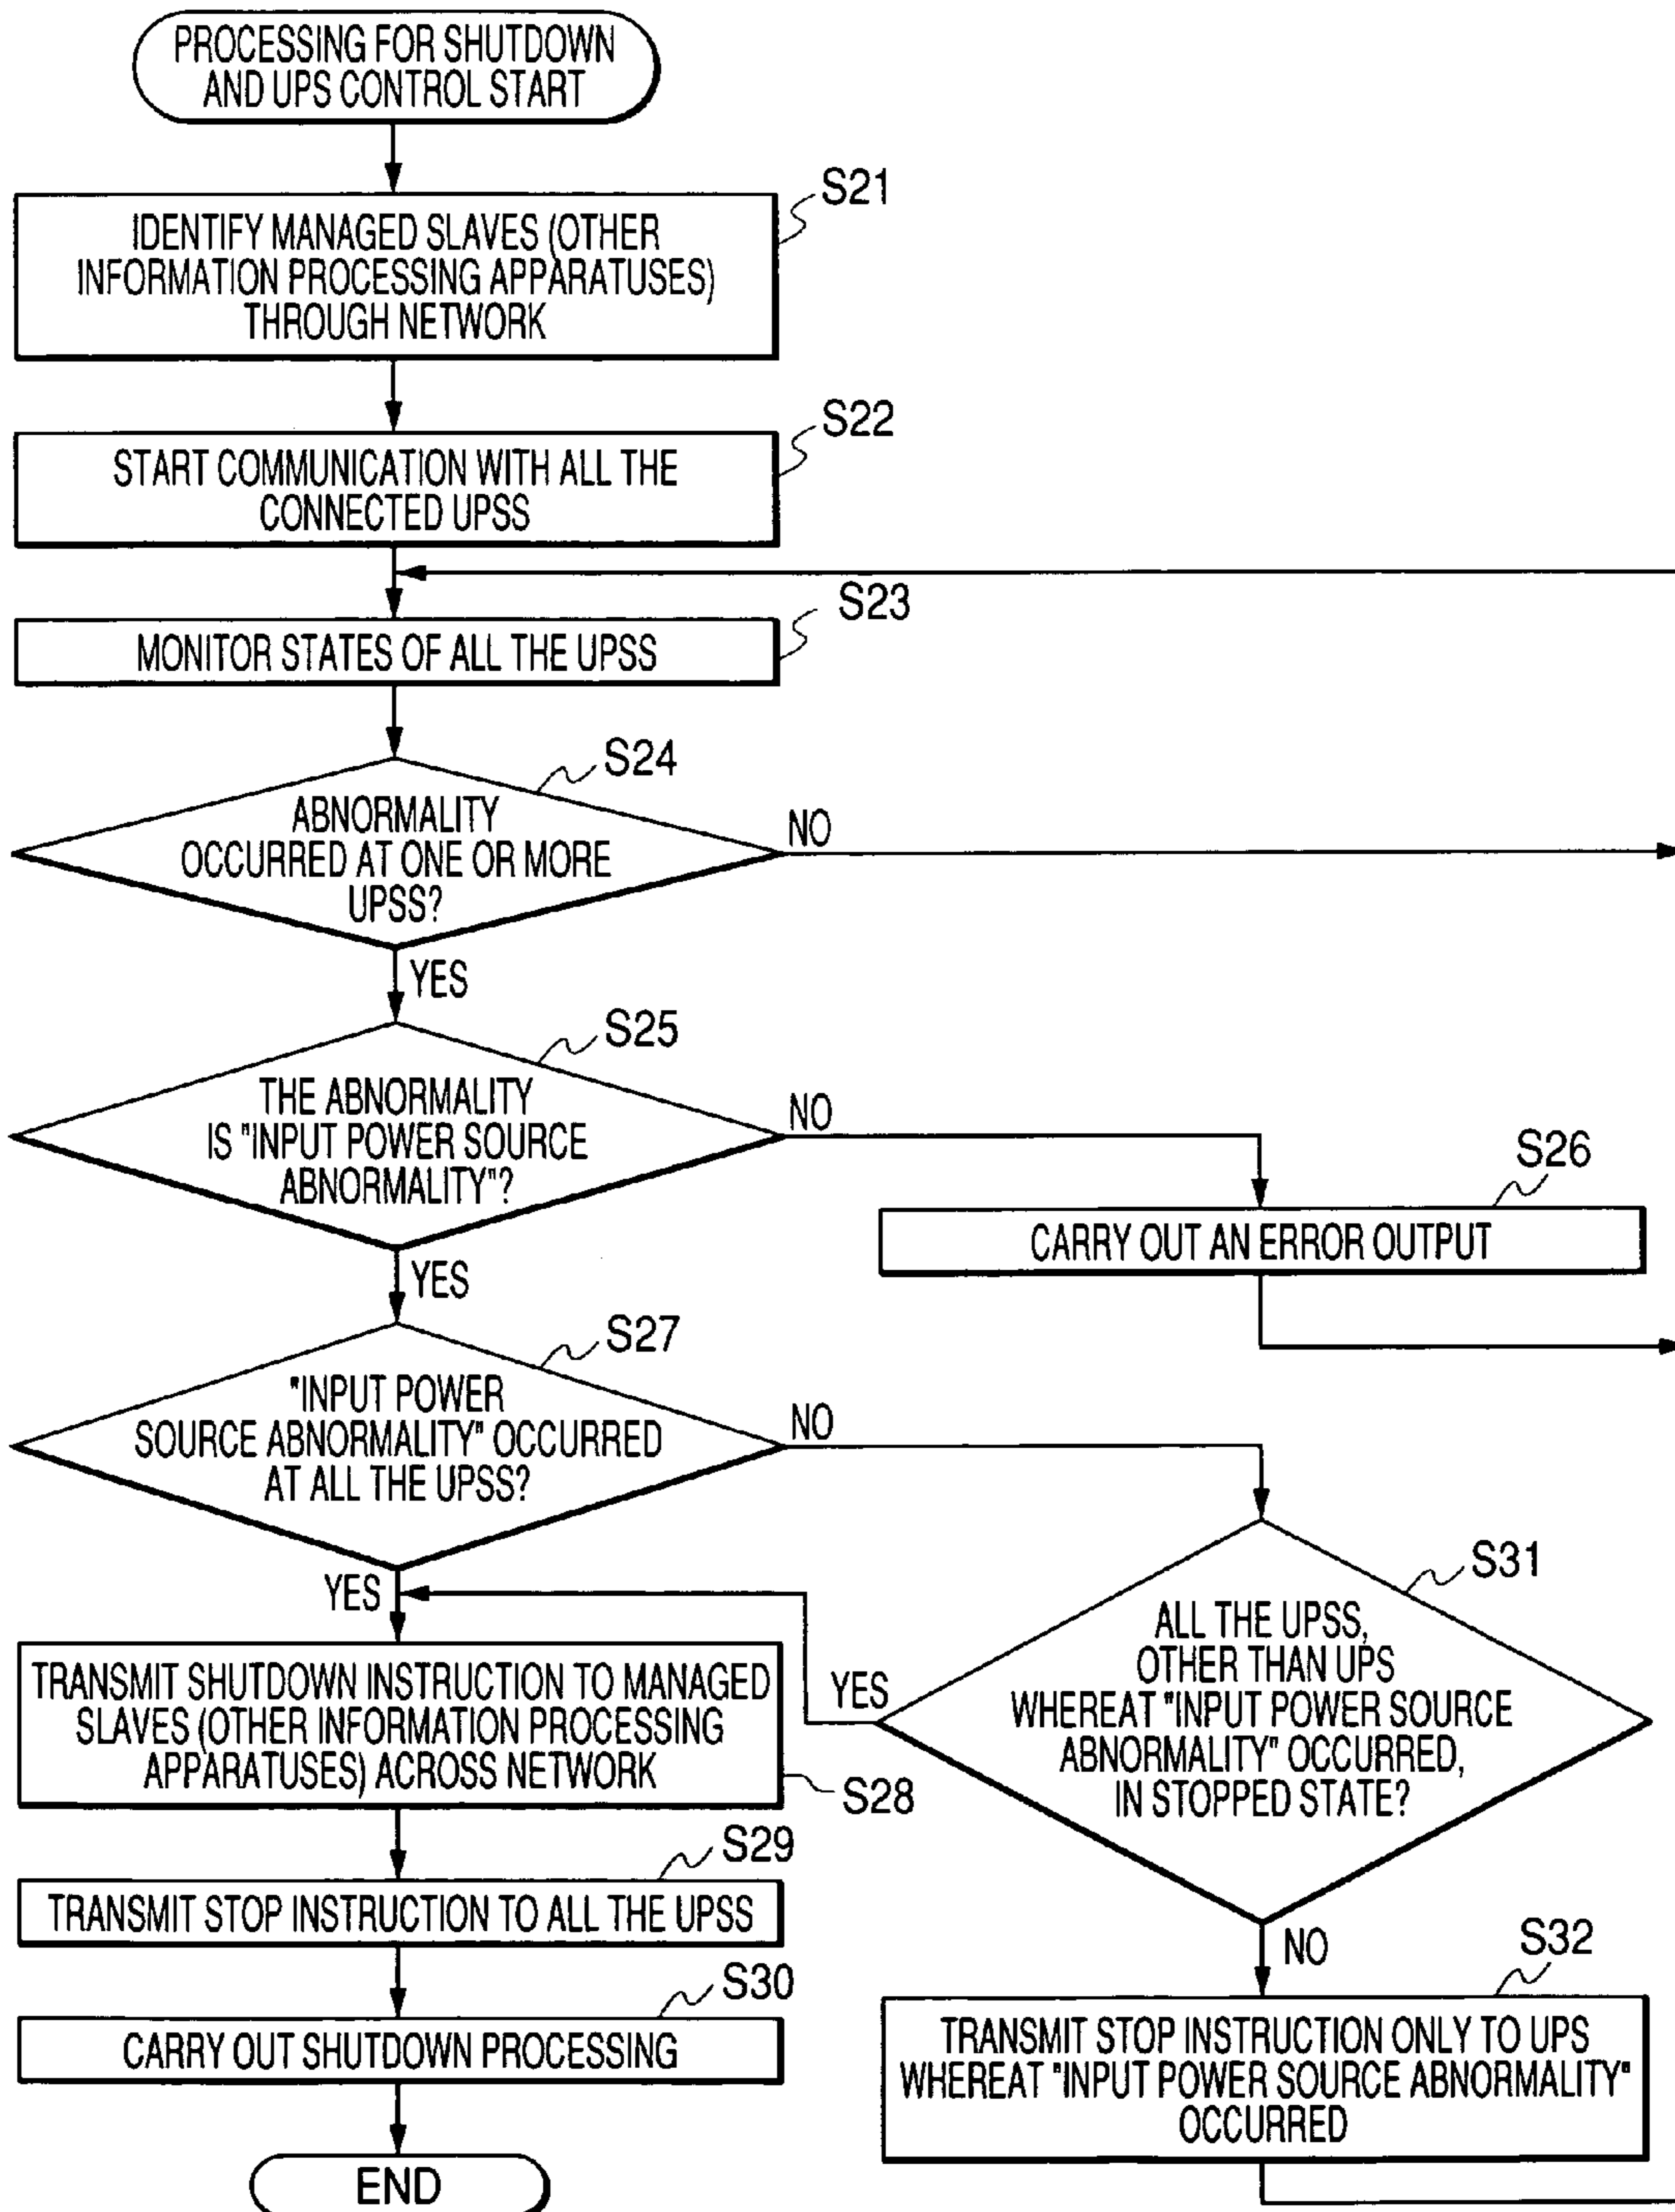 PROCESSING FOR SHUTDOWN
AND UPS CONTROL START
S21
IDENTIFY MANAGED SLAVES (OTHER
INFORMATION PROCESSING APPARATUSES)
THROUGH NETWORK
S22
START COMMUNICATION WITH ALL THE
CONNECTED UPSS
S23
MONITOR STATES OF ALL THE UPSS
S24
ABNORMALITY
OCCURRED AT ONE OR MORE
UPSS?
NO
YES
S25
THE ABNORMALITY
IS "INPUT POWER SOURCE
ABNORMALITY"?
NO
YES
S26
CARRY OUT AN ERROR OUTPUT
S27
"INPUT POWER
SOURCE ABNORMALITY" OCCURRED
AT ALL THE UPSS?
NO
YES
S31
ALL THE UPSS,
OTHER THAN UPS
WHEREAT "INPUT POWER SOURCE
ABNORMALITY" OCCURRED,
IN STOPPED STATE?
YES
NO
TRANSMIT SHUTDOWN INSTRUCTION TO MANAGED
SLAVES (OTHER INFORMATION PROCESSING
APPARATUSES) ACROSS NETWORK
S28
S29
TRANSMIT STOP INSTRUCTION TO ALL THE UPSS
S30
CARRY OUT SHUTDOWN PROCESSING
S32
TRANSMIT STOP INSTRUCTION ONLY TO UPS
WHEREAT "INPUT POWER SOURCE ABNORMALITY"
OCCURRED
END